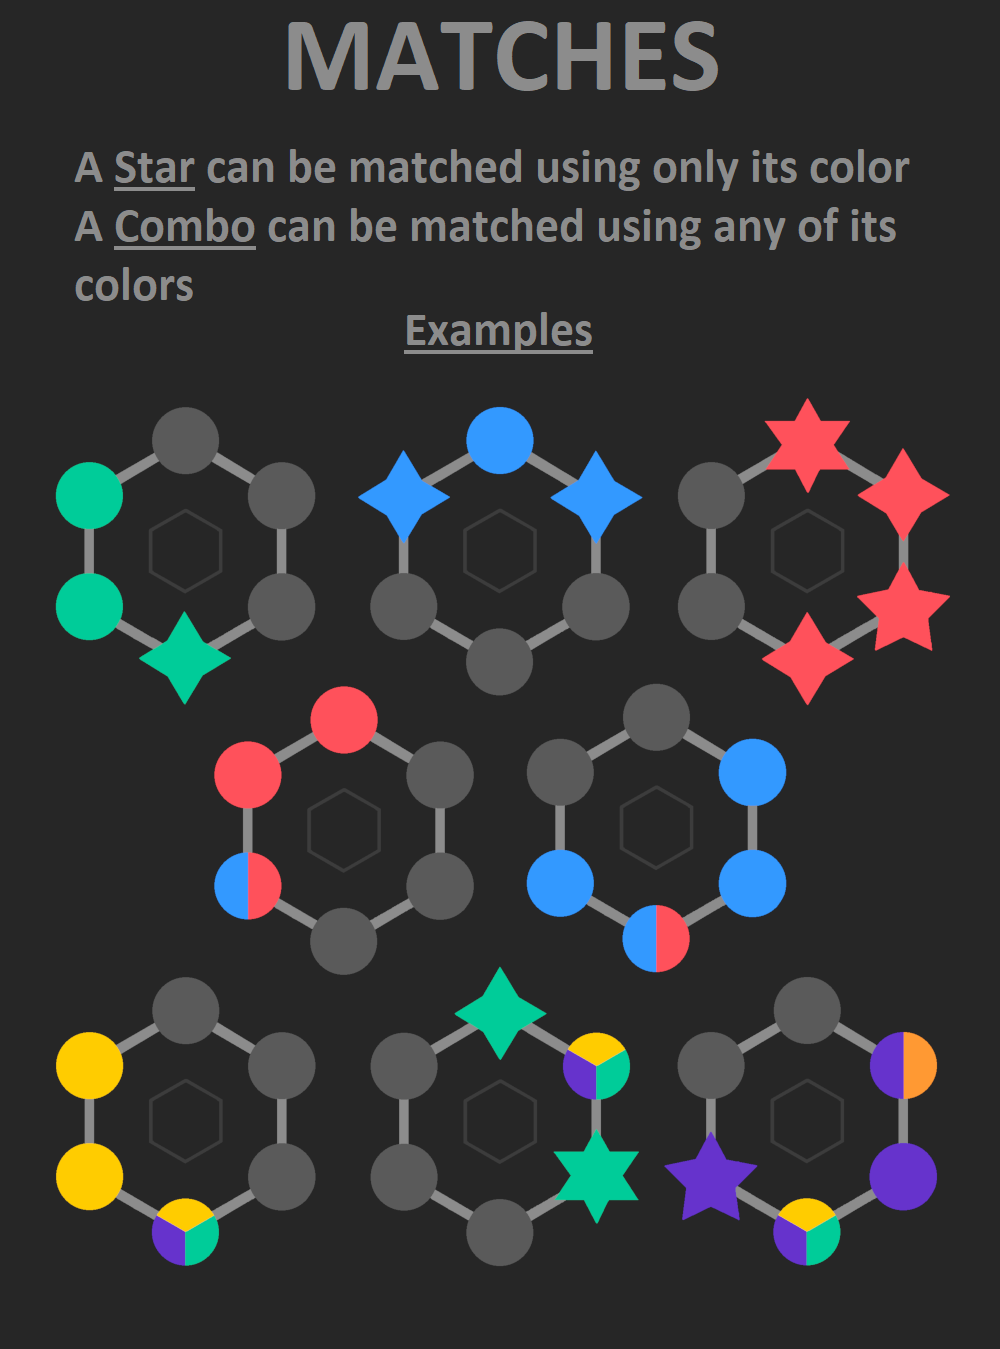 MATCHES
A Star can be matched using only its color
A Combo can be matched using any of its
colors
Examples